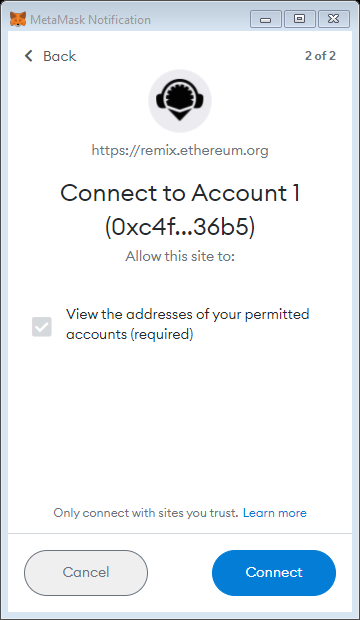 MetaMask Notification
Back
2 of 2
https://remix.ethereum.org
Connect to Account 1
(0xc4f...36b5)
Allow this site to:
View the addresses of your permitted
accounts (required)
Only connect with sites you trust. Learn more
Cancel
Connect